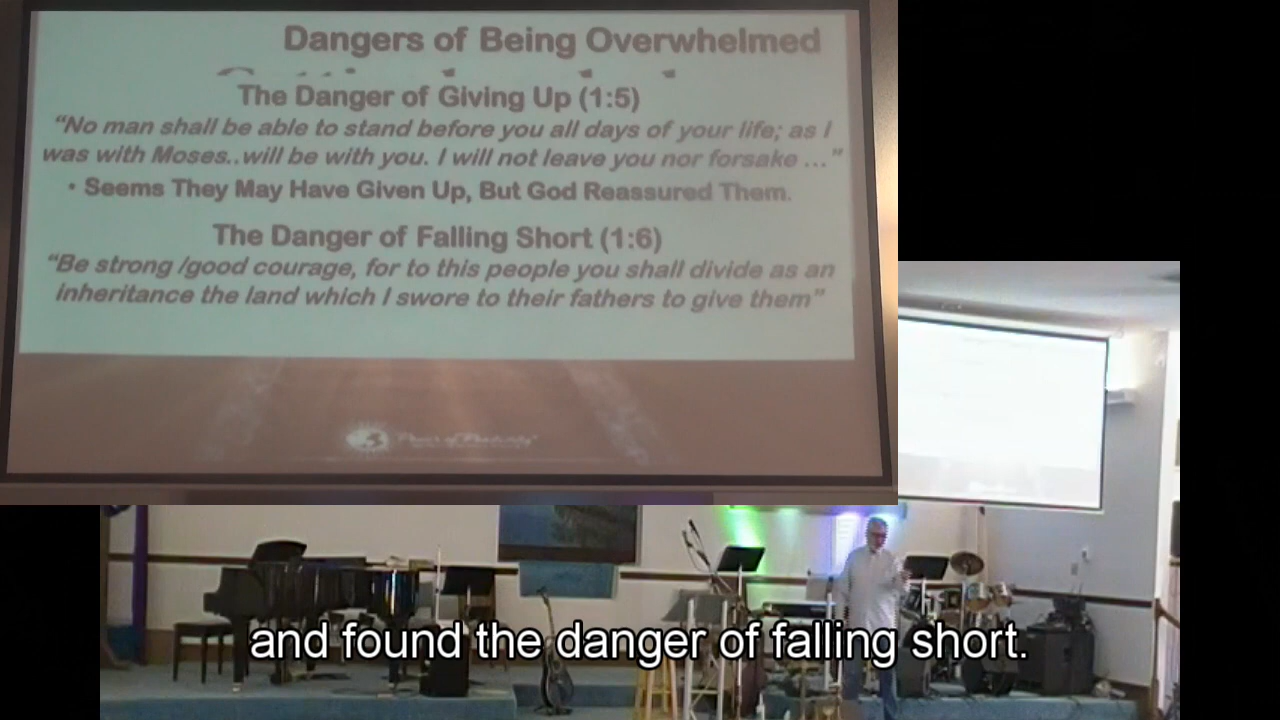 Dangers of Being Overwhelmed
The Danger of Giving Up (1:5)
“No man shall be able to stand before you all days of your life; as I
was with Moses..will be with you. I will not leave you nor forsake ...”
• Seems They May Have Given Up, But God Reassured Them.
The Danger of Falling Short (1:6)
“Be strong /good courage, for to this people you shall divide as an
inheritance the land which I swore to their fathers to give them”
Power of Positivity
and found the danger of falling short.